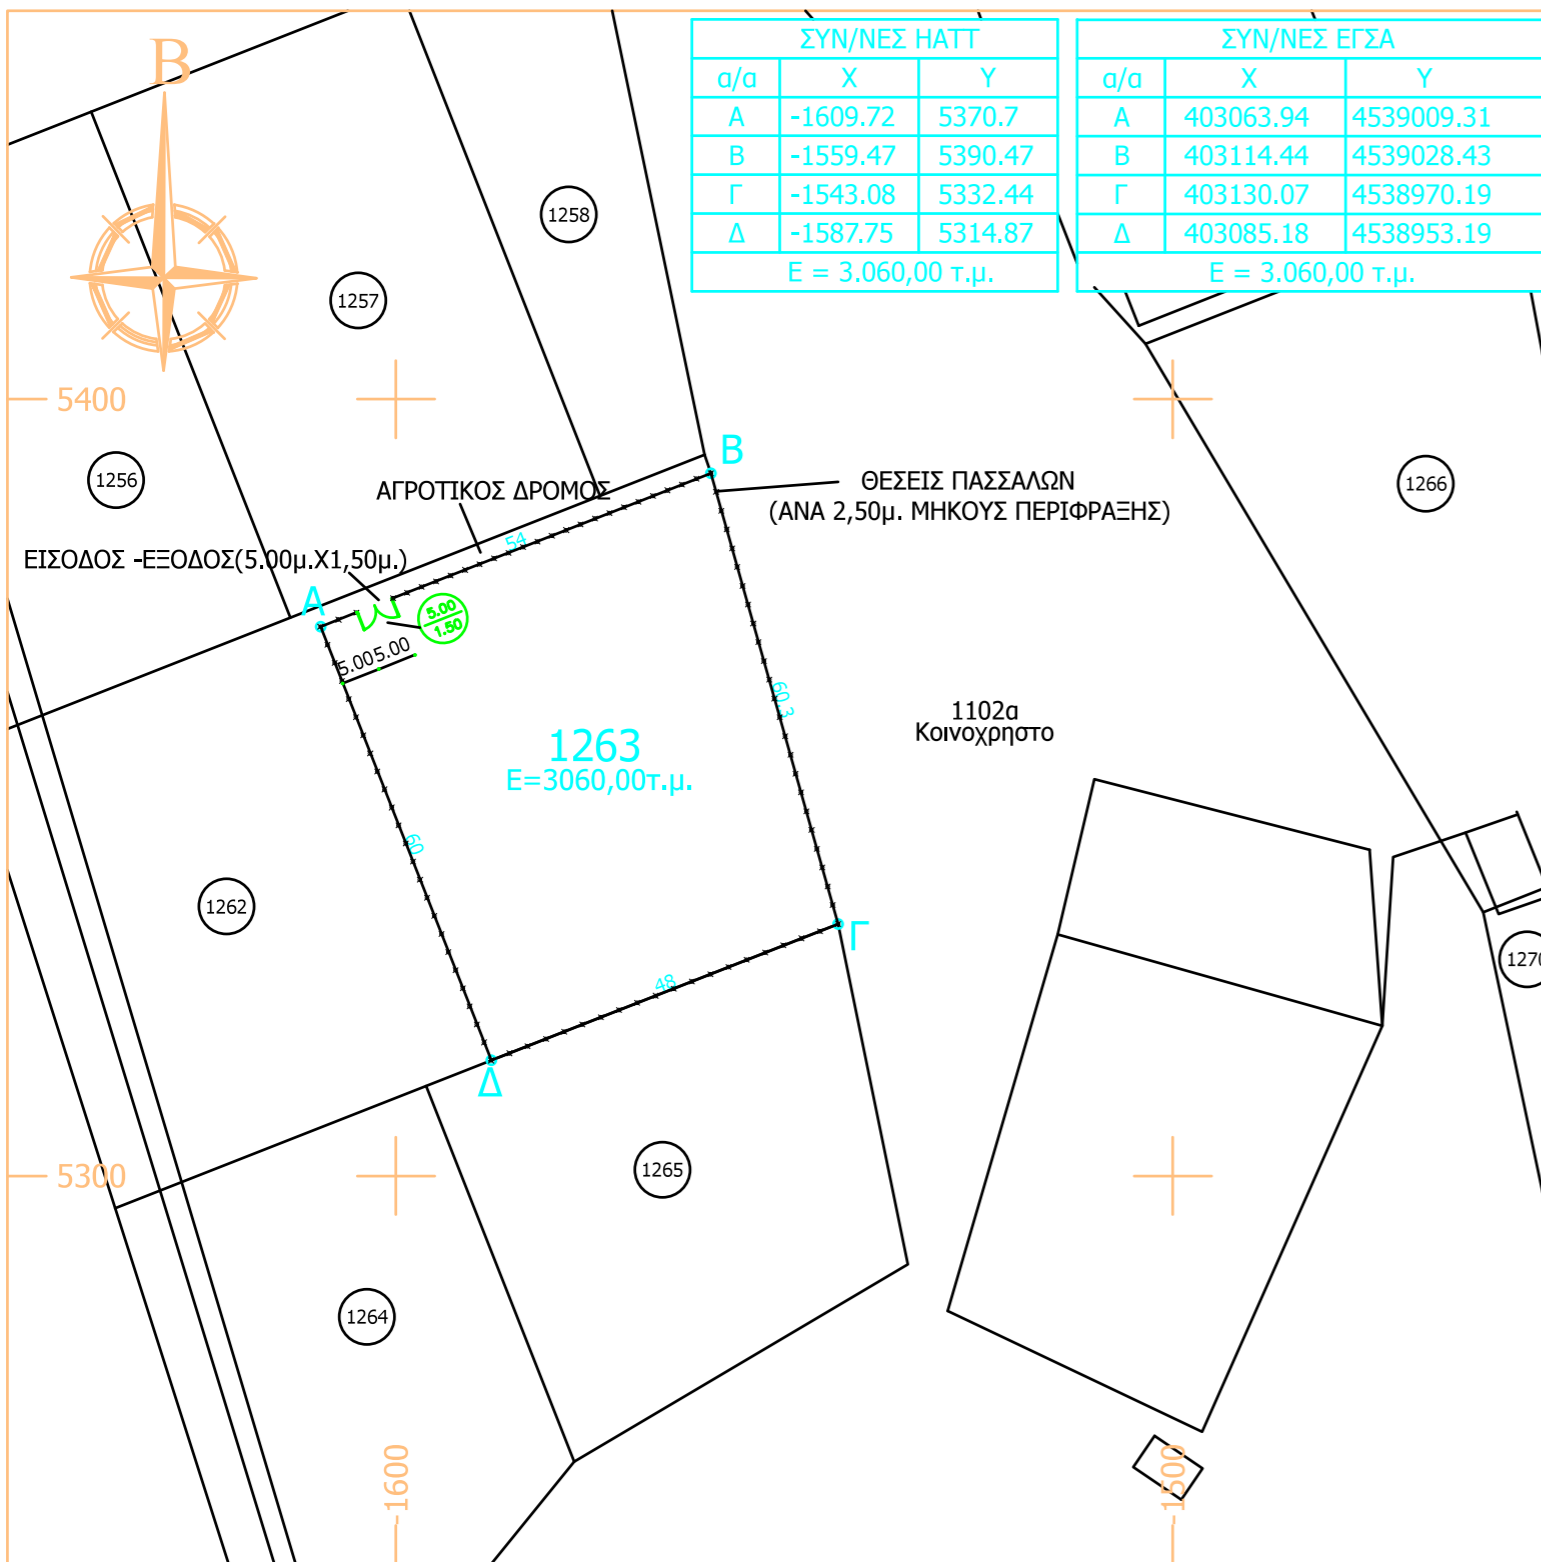 Β
ΣΥΝ/ΝΕΣ ΗΑΤΤ
α/α Χ Υ
Α -1609.72 5370.7
Β -1559.47 5390.47
Γ -1543.08 5332.44
Δ -1587.75 5314.87
Ε = 3.060,00 τ.μ.
ΣΥΝ/ΝΕΣ ΕΓΣΑ
α/α Χ Υ
Α 403063.94 4539009.31
Β 403114.44 4539028.43
Γ 403130.07 4538970.19
Δ 403085.18 4538953.19
Ε = 3.060,00 τ.μ.
1258
1257
5400
1256
Β
ΑΓΡΟΤΙΚΟΣ ΔΡΟΜΟΣ
ΘΕΣΕΙΣ ΠΑΣΣΑΛΩΝ
(ΑΝΑ 2,50μ. ΜΗΚΟΥΣ ΠΕΡΙΦΡΑΞΗΣ)
1266
54
ΕΙΣΟΔΟΣ -ΕΞΟΔΟΣ(5.00μ.Χ1,50μ.)
Α
5.00
1.50
5.005.00
60.3
1102α
Κοινοχρηστο
1263
Ε=3060,00τ.μ.
60
1262
Γ
1270
48
Δ
5300
1265
1264
-1600
-1500